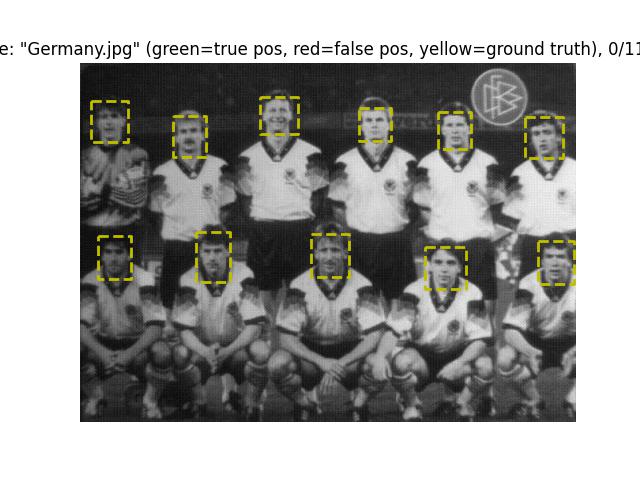 e: "Germany.jpg" (green=true pos, red=false pos, yellow=ground truth), 0/11